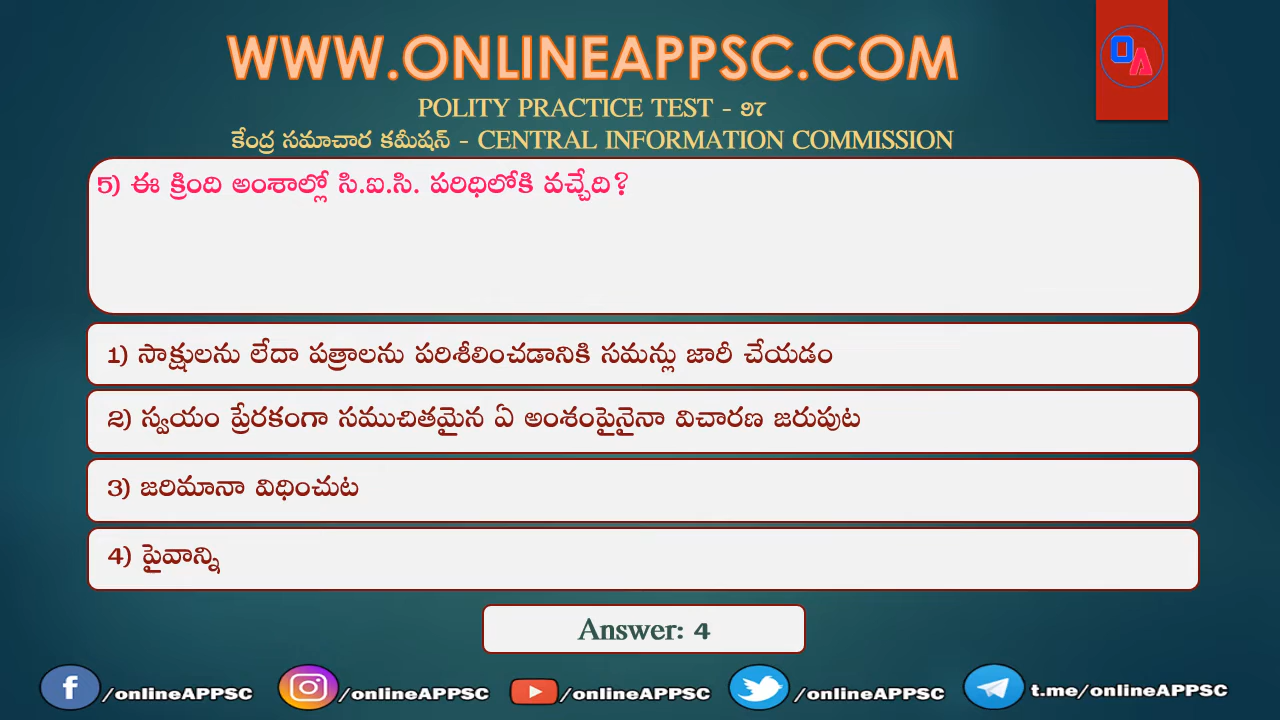 WWW.ONLINEAPPSC.COM
OA
POLITY PRACTICE TEST - ౨౭
కేంద్ర సమాచార కమీషన్ - CENTRAL INFORMATION COMMISSION
5) ఈ క్రింది అంశాల్లో సి.ఐ.సి. పరిధిలోకి వచ్చేది?
1) సాక్షులను లేదా పత్రాలను పరిశీలించడానికి సమన్లు జారీ చేయడం
2) స్వయం ప్రేరకంగా సముచితమైన ఏ అంశంపైనైనా విచారణ జరుపుట
3) జరిమానా విధించుట
4) పైవాన్ని
Answer: 4
/onlineAPPSC /onlineAPPSC /onlineAPPSC /onlineAPPSC t.me/onlineAPPSC